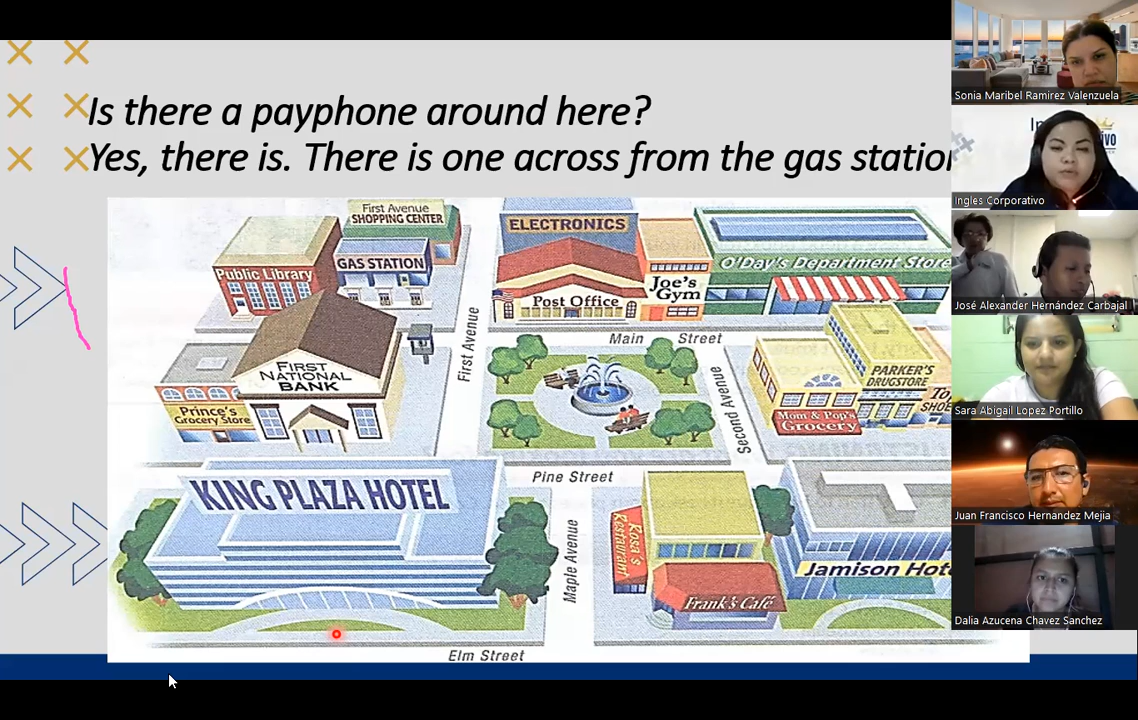 Is there a payphone around here?
Yes, there is. There is one across from the gas station
First Avenue
SHOPPING CENTER
ELECTRONICS
Public Library
GAS STATION
Post Office
Joe's
Gym
O'Day's Department Store
First Avenue
Main Street
FIRST
NATIONAL
BANK
Second Avenue
PARKER'S
DRUGSTORE
Prince's
Grocery Store
Mom & Pop's
Grocery
SHOE
Pine Street
KING PLAZA HOTEL
Maple Avenue
Rosa's
Restaurant
Jamison Hote
Frank's Café
Elm Street
Sonia Maribel Ramirez Valenzuela
Ingles Corporativo
José Alexander Hernández Carbajal
Sara Abigail Lopez Portillo
Juan Francisco Hernandez Mejia
Dalia Azucena Chavez Sanchez